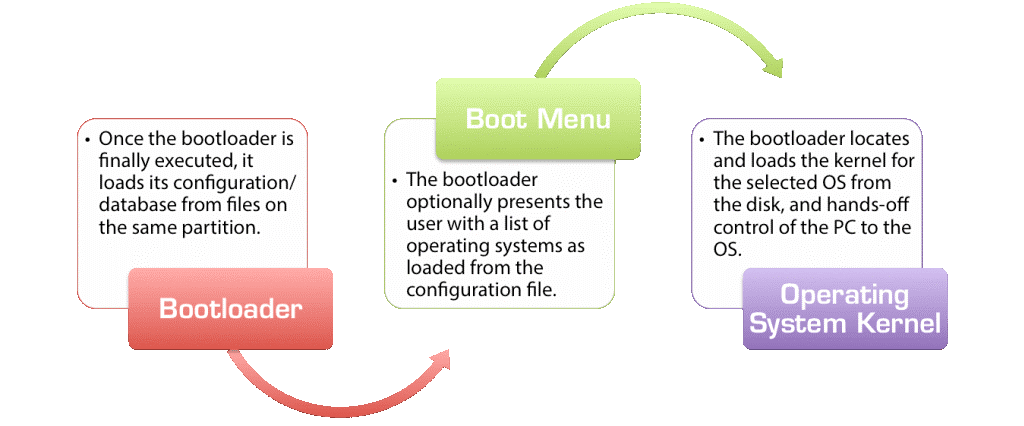 • Once the bootloader is
finally executed, it
loads its configuration/
database from files on
the same partition.
Bootloader
Boot Menu
• The bootloader
optionally presents the
user with a list of
operating systems as
loaded from the
configuration file.
• The bootloader locates
and loads the kernel for
the selected OS from
the disk, and hands-off
control of the PC to the
OS.
Operating
System Kernel